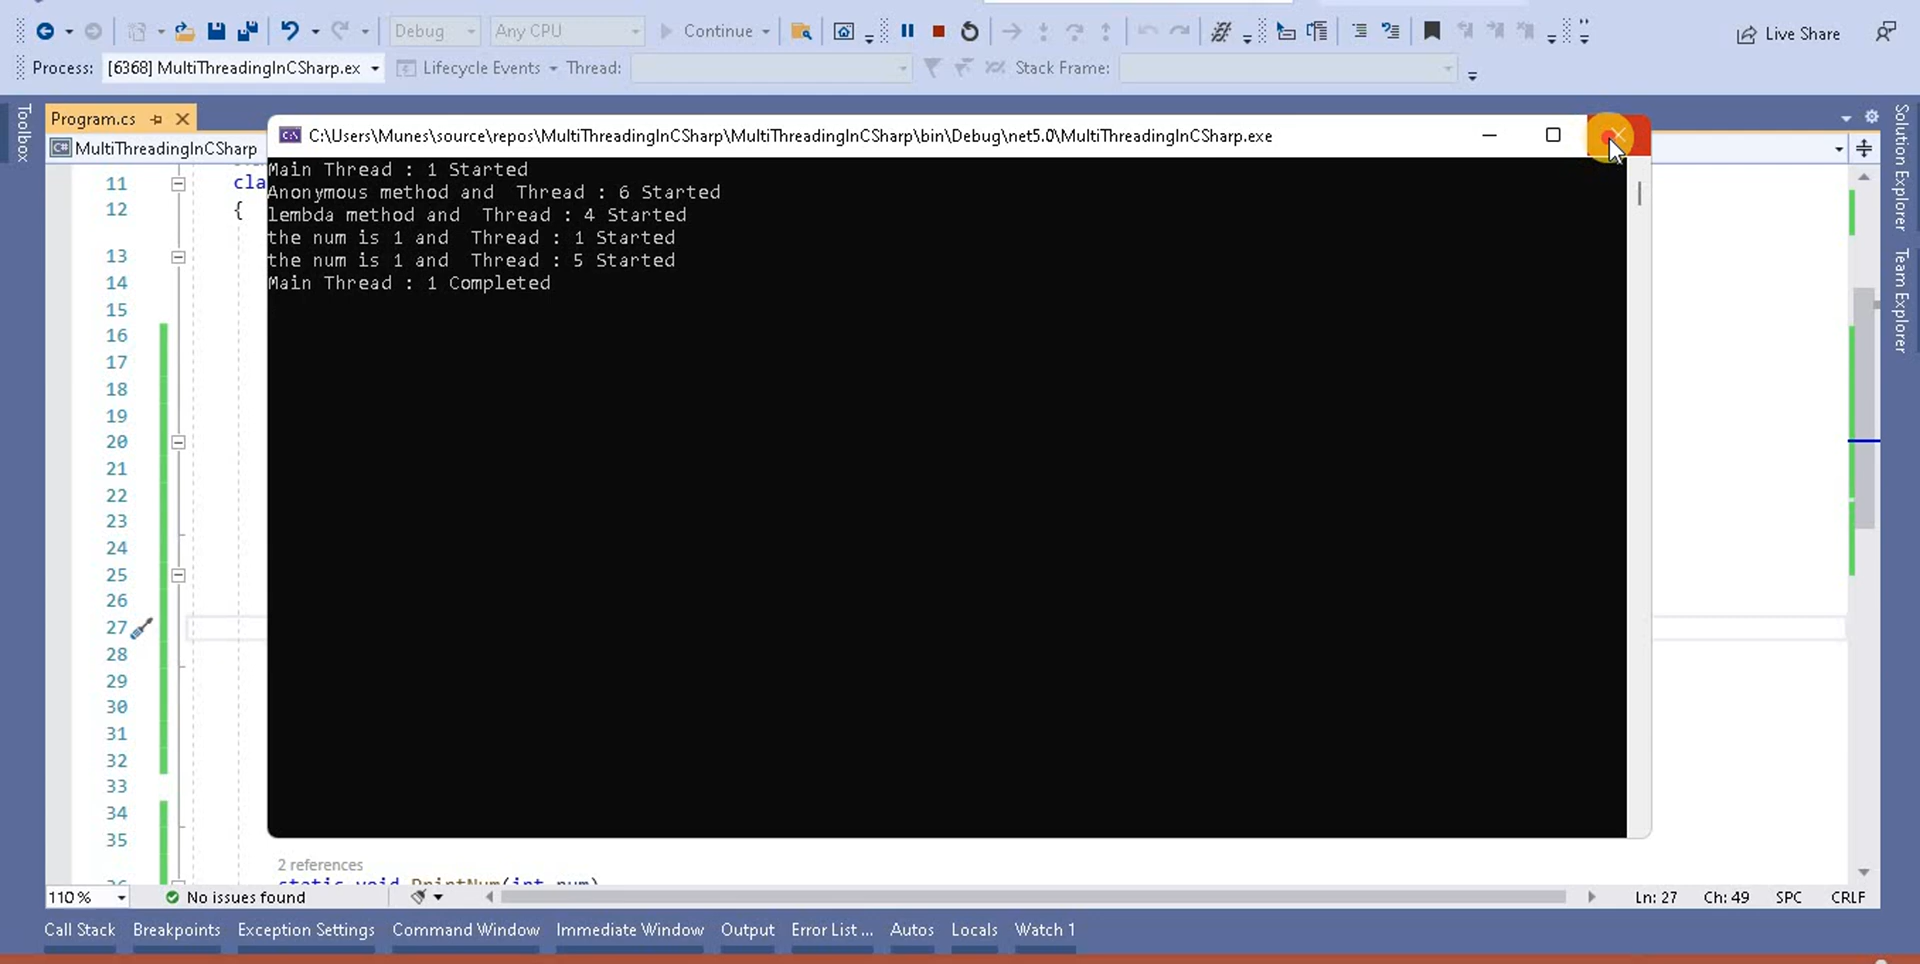 Debug Any CPU Continue Live Share
Process: [6368] MultiThreadingInCSharp.ex Lifecycle Events Thread: Stack Frame:
Toolbox
Program.cs
MultiThreadingInCSharp
C:\Users\Munes\source\repos\MultiThreadingInCSharp\MultiThreadingInCSharp\bin\Debug\net5.0\MultiThreadingInCSharp.exe
Main Thread : 1 Started
Anonymous method and  Thread : 6 Started
lembda method and  Thread : 4 Started
the num is 1 and  Thread : 1 Started
the num is 1 and  Thread : 5 Started
Main Thread : 1 Completed
11 cla
12 {
13
14
15
16
17
18
19
20
21
22
23
24
25
26
27
28
29
30
31
32
33
34
35
2 references
static void PrintNum(int num)
Solution Explorer
Team Explorer
110 % No issues found Ln: 27 Ch: 49 SPC CRLF
Call Stack Breakpoints Exception Settings Command Window Immediate Window Output Error List ... Autos Locals Watch 1